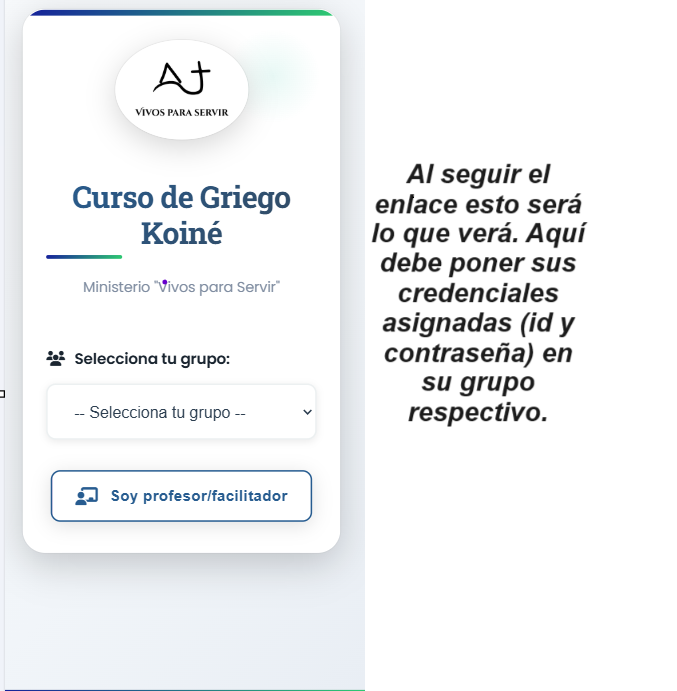 VIVOS PARA SERVIR
Curso de Griego
Koiné
Ministerio "Vivos para Servir"
Selecciona tu grupo:
-- Selecciona tu grupo --
Soy profesor/facilitador
Al seguir el
enlace esto será
lo que verá. Aquí
debe poner sus
credenciales
asignadas (id y
contraseña) en
su grupo
respectivo.